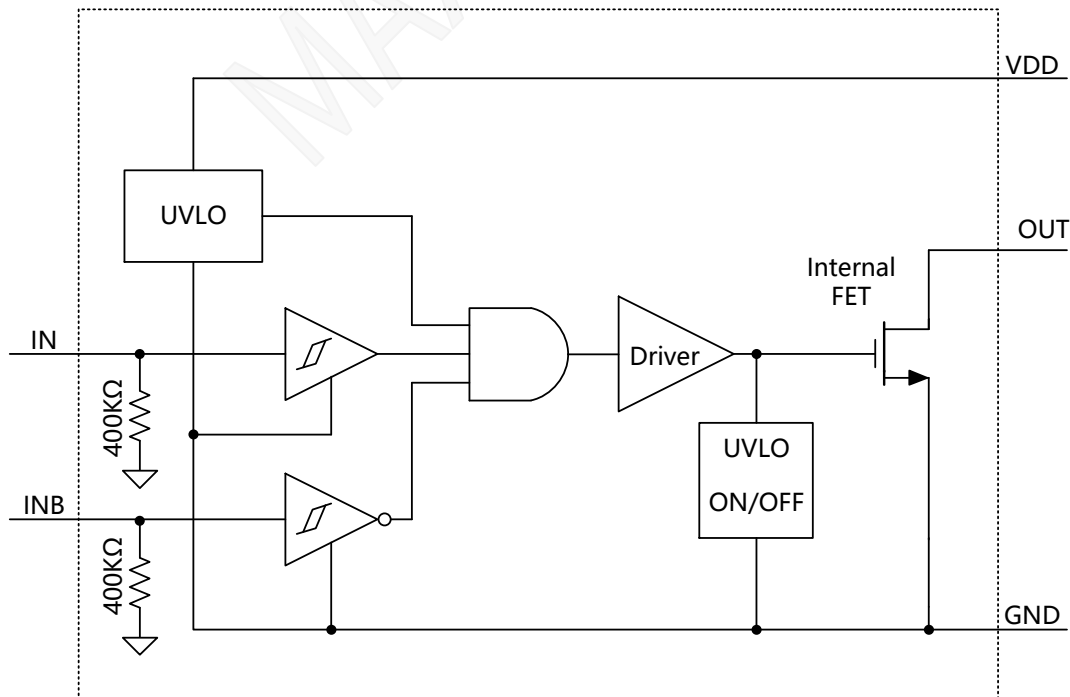 VDD
UVLO
OUT
Internal
FET
IN
Driver
400KΩ
UVLO
ON/OFF
INB
400KΩ
GND